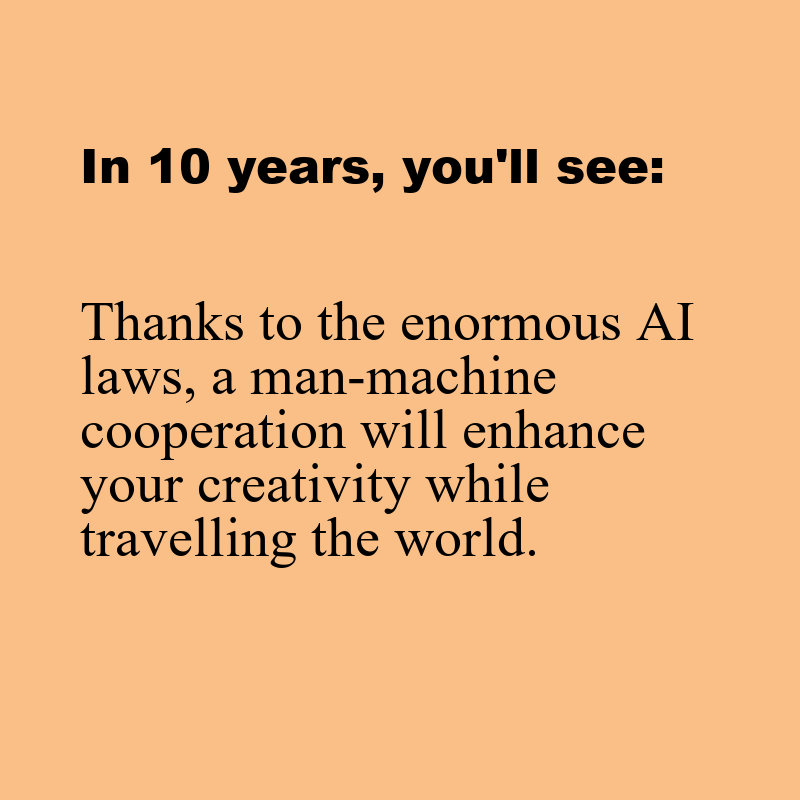 In 10 years, you'll see:
Thanks to the enormous AI
laws, a man-machine
cooperation will enhance
your creativity while
travelling the world.